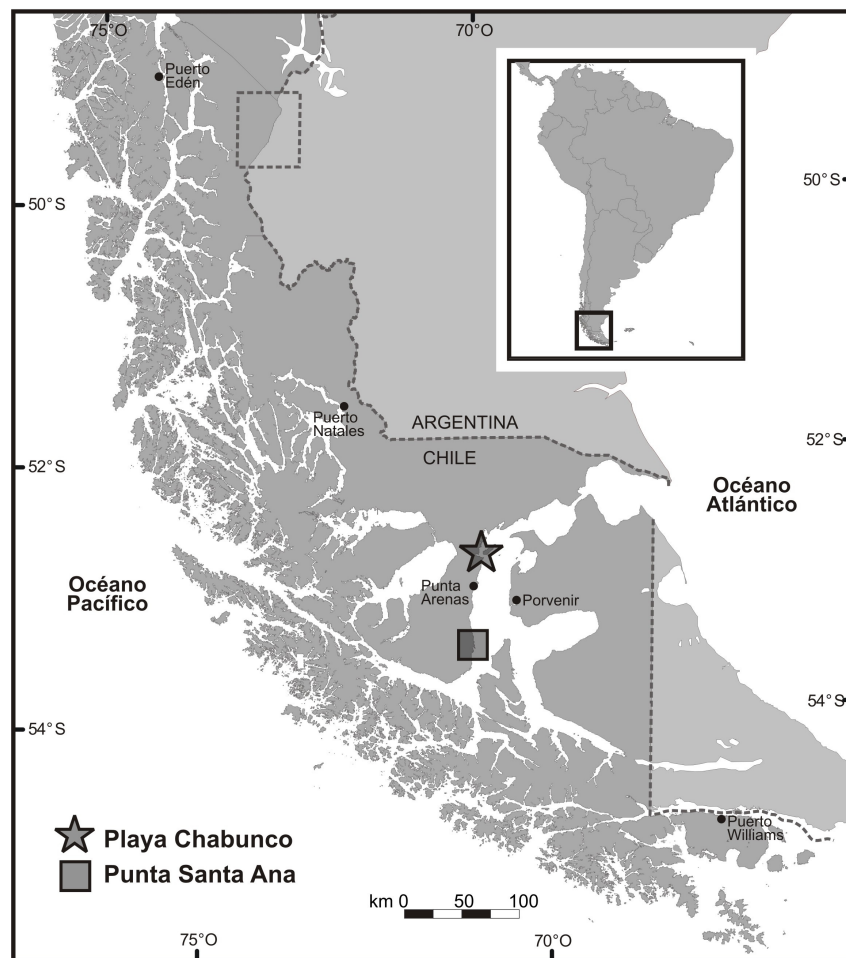 75°O
70°O
Puerto
Edén
50°S
50°S
Puerto
Natales
ARGENTINA
CHILE
52°S
52°S
Océano
Atlántico
Océano
Pacífico
Punta
Arenas
Porvenir
54°S
54°S
Puerto
Williams
Playa Chabunco
Punta Santa Ana
km 0 50 100
75°O
70°O